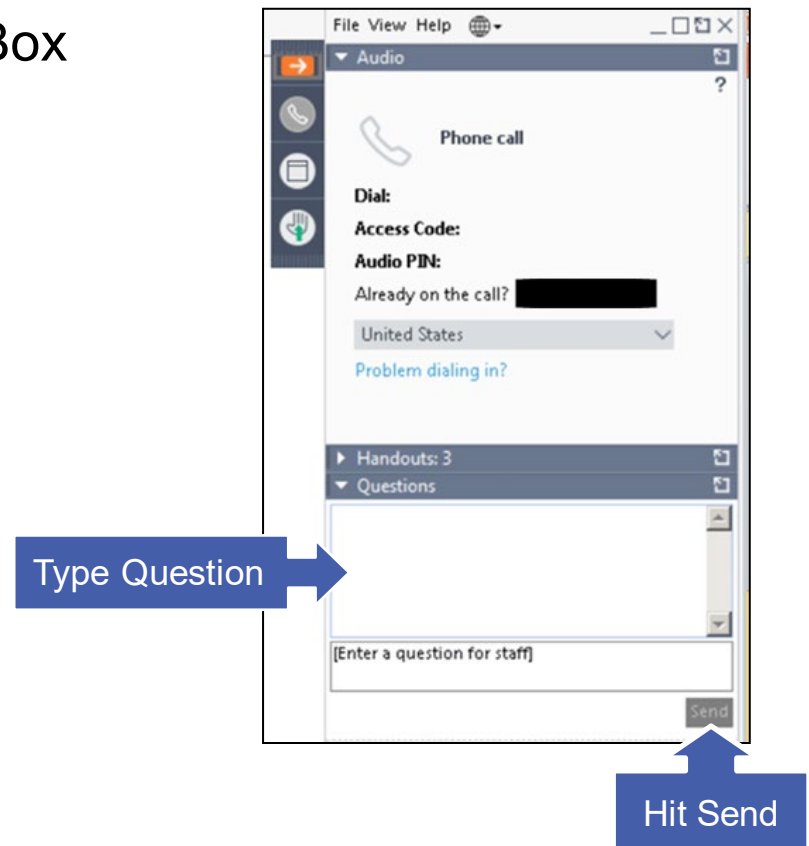 Box
File View Help
Audio
?
Phone call
Dial:
Access Code:
Audio PIN:
Already on the call?
United States
Problem dialing in?
Handouts: 3
Questions
Type Question
[Enter a question for staff]
Send
Hit Send